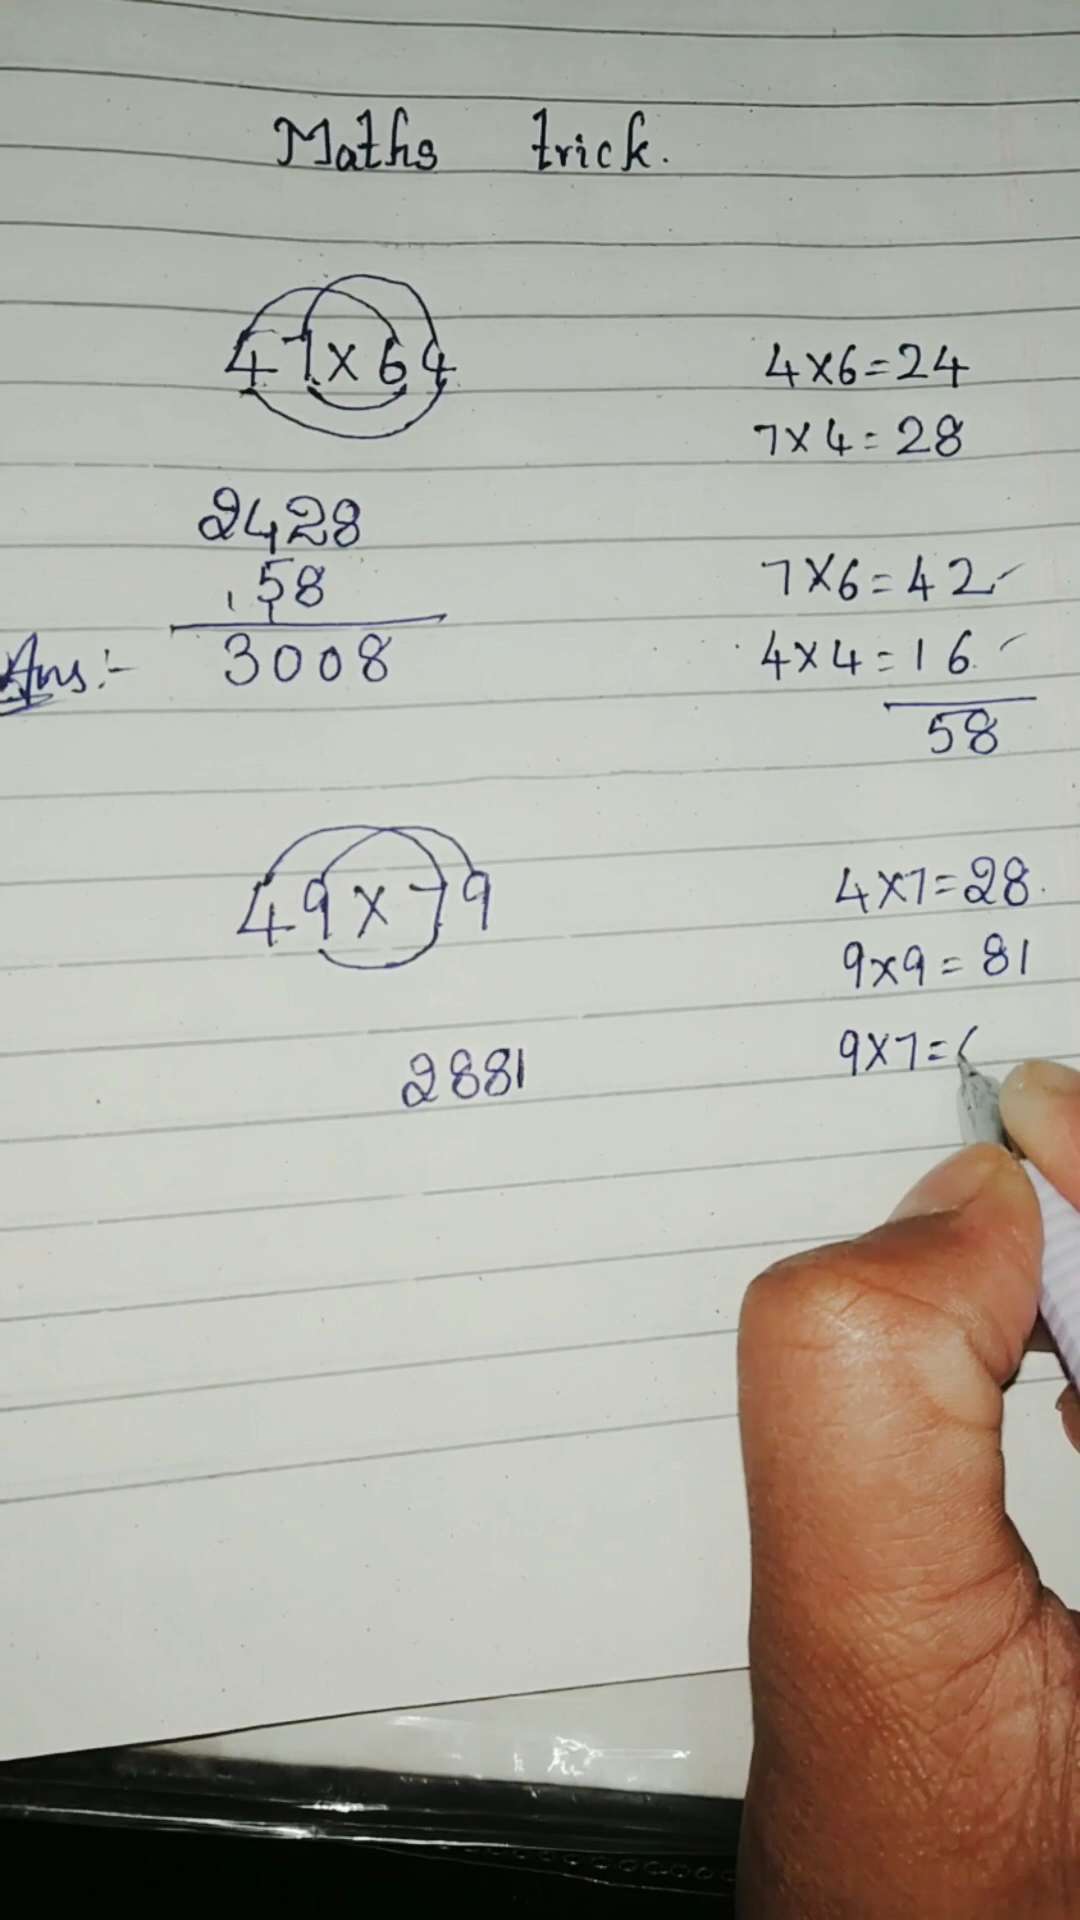 Maths trick.
47x64
4x6=24
7x4=28
2428
58
7x6=42
4x4=16
Ans:- 3008
58
49x79
4x7=28.
9x9=81
2881
9x7=